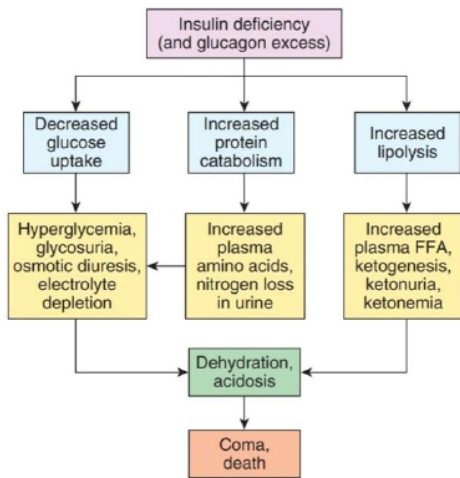 Insulin deficiency
(and glucagon excess)
Decreased
glucose
uptake
Increased
protein
catabolism
Increased
lipolysis
Hyperglycemia,
glycosuria,
osmotic diuresis,
electrolyte
depletion
Increased
plasma
amino acids,
nitrogen loss
in urine
Increased
plasma FFA,
ketogenesis,
ketonuria,
ketonemia
Dehydration,
acidosis
Coma,
death